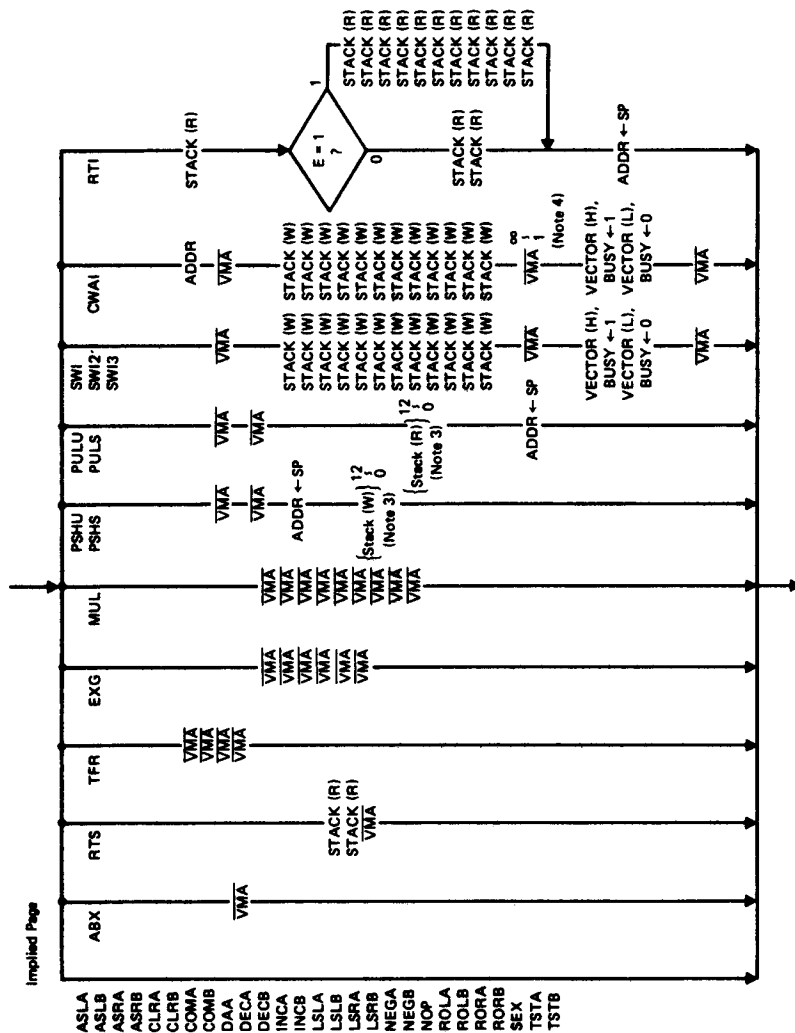 Implied Page
ASLA
ASLB
ASRA
ASRB
CLRA
CLRB
COMA
COMB
DAA
DECA
DECB
INCA
INCB
LSLA
LSLB
LSRA
LSRB
NEGA
NEGB
NOP
ROLA
ROLB
RORA
RORB
SEX
TSTA
TSTB
ABX
VMA
RTS
STACK (R)
STACK (R)
VMA
TFR
VMA
VMA
VMA
VMA
EXG
VMA
VMA
VMA
VMA
VMA
VMA
MUL
VMA
VMA
VMA
VMA
VMA
VMA
VMA
VMA
VMA
PSHU
PSHS
VMA
VMA
ADDR ← SP
{Stack (W)} 12 ; 0
(Note 3)
PULU
PULS
VMA
VMA
{Stack (R)} 12 ; 0
(Note 3)
ADDR ← SP
SWI
SWI2
SWI3
VMA
STACK (W)
STACK (W)
STACK (W)
STACK (W)
STACK (W)
STACK (W)
STACK (W)
STACK (W)
STACK (W)
STACK (W)
STACK (W)
STACK (W)
VMA
VECTOR (H),
BUSY ← 1
VECTOR (L),
BUSY ← 0
VMA
CWAI
ADDR
VMA
STACK (W)
STACK (W)
STACK (W)
STACK (W)
STACK (W)
STACK (W)
STACK (W)
STACK (W)
STACK (W)
STACK (W)
STACK (W)
STACK (W)
VMA ∞ ; 1
(Note 4)
VECTOR (H),
BUSY ← 1
VECTOR (L),
BUSY ← 0
VMA
RTI
STACK (R)
E = 1
?
0
1
STACK (R)
STACK (R)
STACK (R)
STACK (R)
STACK (R)
STACK (R)
STACK (R)
STACK (R)
STACK (R)
STACK (R)
STACK (R)
STACK (R)
STACK (R)
ADDR ← SP